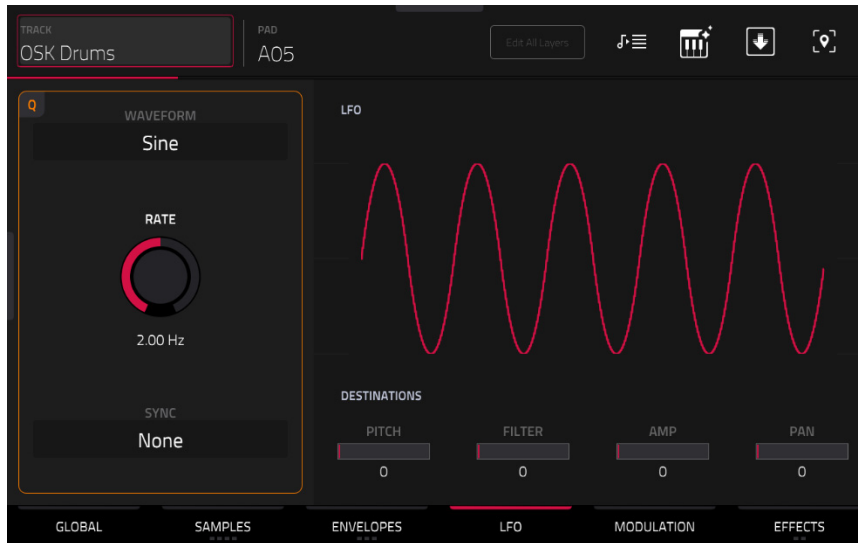 TRACK
OSK Drums
PAD
A05
Edit All Layers
Q
WAVEFORM
Sine
RATE
2.00 Hz
SYNC
None
LFO
DESTINATIONS
PITCH FILTER AMP PAN
0 0 0 0
GLOBAL SAMPLES ENVELOPES LFO MODULATION EFFECTS